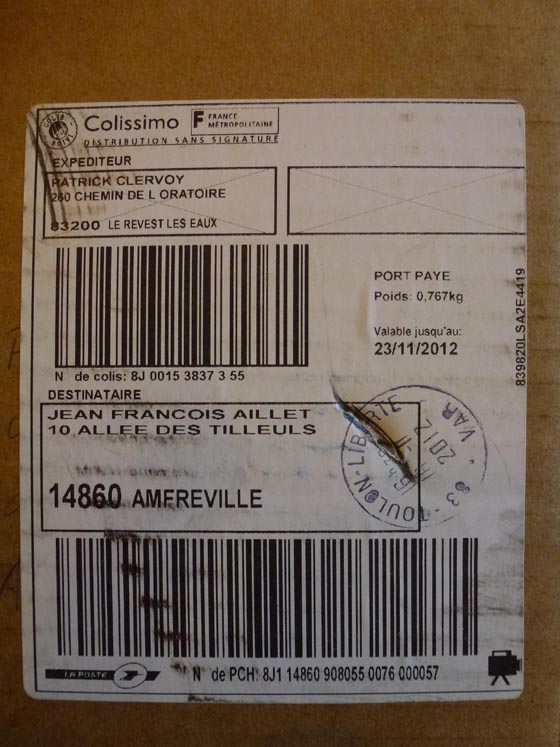 Colissimo
F FRANCE
MÉTROPOLITAINE
DISTRIBUTION SANS SIGNATURE
EXPEDITEUR
PATRICK CLERVOY
260 CHEMIN DE L ORATOIRE
83200 LE REVEST LES EAUX
PORT PAYE
Poids: 0,767kg
Valable jusqu'au:
23/11/2012
839820LSA2E4419
N de colis: 8J 0015 3837 3 55
DESTINATAIRE
JEAN FRANCOIS AILLET
10 ALLEE DES TILLEULS
14860 AMFREVILLE
TOULON-LIBERTE
2012
VAR
LA POSTE
N de PCH: 8J1 14860 908055 0076 000057